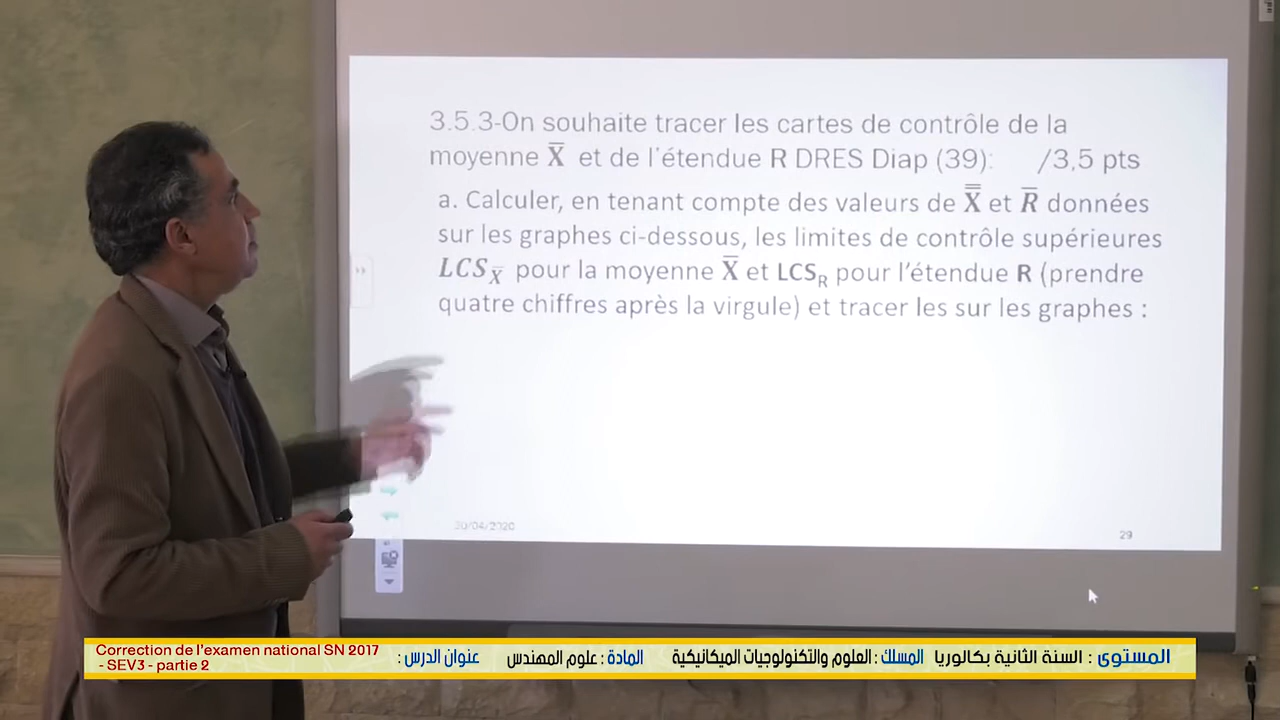 3.5.3-On souhaite tracer les cartes de contrôle de la
moyenne X̅ et de l'étendue R DRES Diap (39): /3,5 pts
a. Calculer, en tenant compte des valeurs de X̿ et R̅ données
sur les graphes ci-dessous, les limites de contrôle supérieures
LCS_X̅ pour la moyenne X̅ et LCS_R pour l'étendue R (prendre
quatre chiffres après la virgule) et tracer les sur les graphes :
20/04/2020
29
المستوى : السنة الثانية بكالوريا المسلك : العلوم والتكنولوجيات الميكانيكية المادة : علوم المهندس عنوان الدرس :
Correction de l'examen national SN 2017
- SEV3 - partie 2